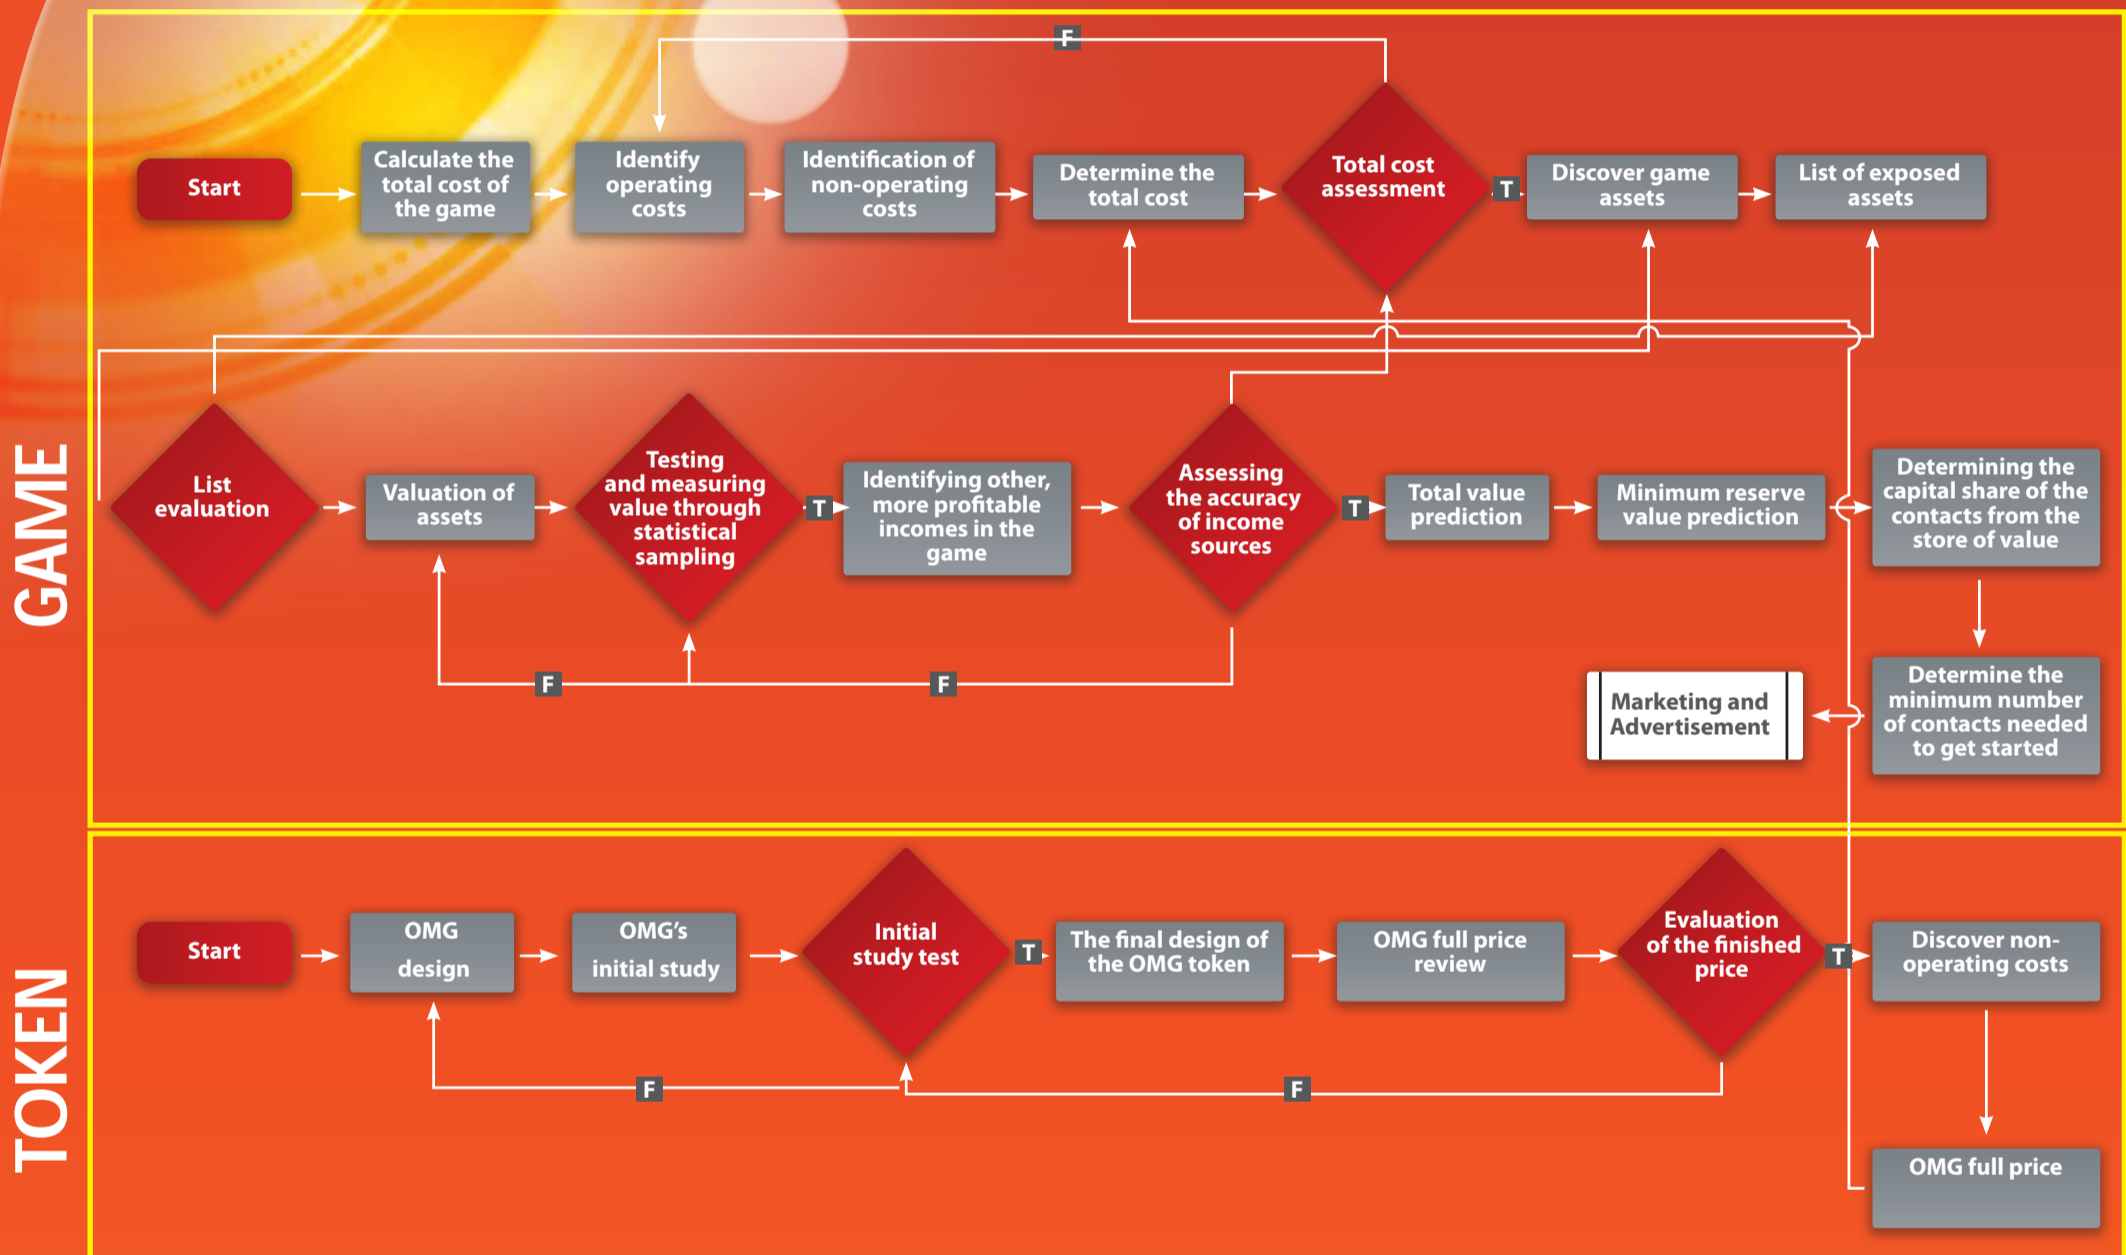 GAME
F
Start
Calculate the
total cost of
the game
Identify
operating
costs
Identification of
non-operating
costs
Determine the
total cost
Total cost
assessment
T
Discover game
assets
List of exposed
assets
List
evaluation
Valuation of
assets
Testing
and measuring
value through
statistical
sampling
T
Identifying other,
more profitable
incomes in the
game
Assessing
the accuracy
of income
sources
T
Total value
prediction
Minimum reserve
value prediction
Determining the
capital share of the
contacts from the
store of value
F
F
Marketing and
Advertisement
Determine the
minimum number
of contacts needed
to get started
TOKEN
Start
OMG
design
OMG’s
initial study
Initial
study test
T
The final design of
the OMG token
OMG full price
review
Evaluation
of the finished
price
T
Discover non-
operating costs
F
F
OMG full price